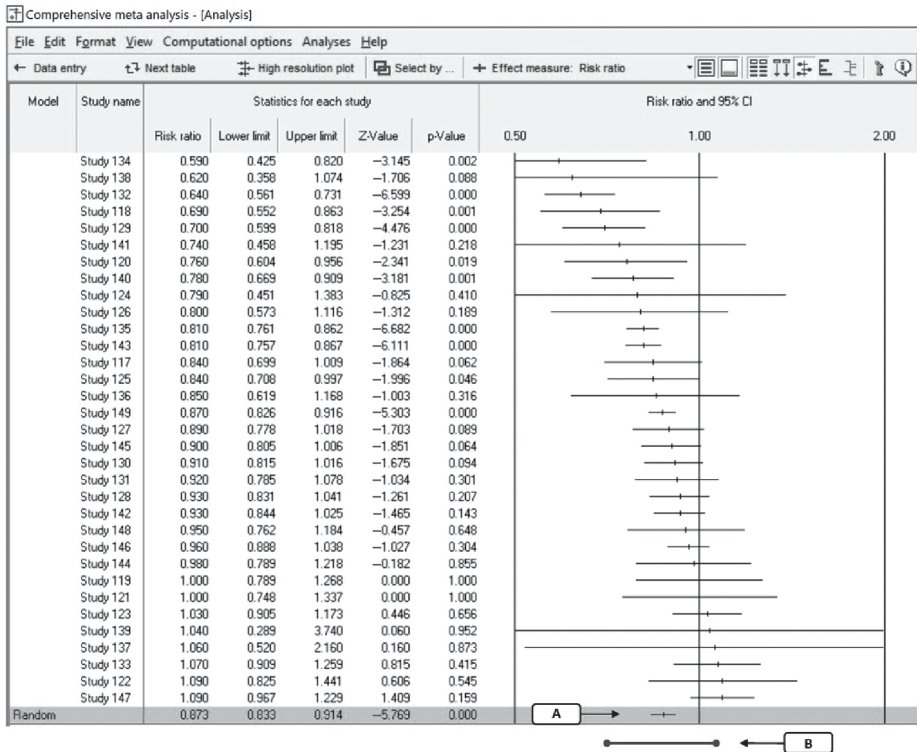 Comprehensive meta analysis - [Analysis]
File Edit Format View Computational options Analyses Help
← Data entry Next table High resolution plot Select by ... + Effect measure: Risk ratio
Model Study name Statistics for each study Risk ratio and 95% CI
Risk ratio Lower limit Upper limit Z-Value p-Value 0.50 1.00 2.00
Study 134 0.590 0.425 0.820 −3.145 0.002
Study 138 0.620 0.358 1.074 −1.706 0.088
Study 132 0.640 0.561 0.731 −6.599 0.000
Study 118 0.690 0.552 0.863 −3.254 0.001
Study 129 0.700 0.599 0.818 −4.476 0.000
Study 141 0.740 0.458 1.195 −1.231 0.218
Study 120 0.760 0.604 0.956 −2.341 0.019
Study 140 0.780 0.669 0.909 −3.181 0.001
Study 124 0.790 0.451 1.383 −0.825 0.410
Study 126 0.800 0.573 1.116 −1.312 0.189
Study 135 0.810 0.761 0.862 −6.682 0.000
Study 143 0.810 0.757 0.867 −6.111 0.000
Study 117 0.840 0.699 1.009 −1.864 0.062
Study 125 0.840 0.708 0.997 −1.996 0.046
Study 136 0.850 0.619 1.168 −1.003 0.316
Study 149 0.870 0.826 0.916 −5.303 0.000
Study 127 0.890 0.778 1.018 −1.703 0.089
Study 145 0.900 0.805 1.006 −1.851 0.064
Study 130 0.910 0.815 1.016 −1.675 0.094
Study 131 0.920 0.785 1.078 −1.034 0.301
Study 128 0.930 0.831 1.041 −1.261 0.207
Study 142 0.930 0.844 1.025 −1.465 0.143
Study 148 0.950 0.762 1.184 −0.457 0.648
Study 146 0.960 0.888 1.038 −1.027 0.304
Study 144 0.980 0.789 1.218 −0.182 0.855
Study 119 1.000 0.789 1.268 0.000 1.000
Study 121 1.000 0.748 1.337 0.000 1.000
Study 123 1.030 0.905 1.173 0.446 0.656
Study 139 1.040 0.289 3.740 0.060 0.952
Study 137 1.060 0.520 2.160 0.160 0.873
Study 133 1.070 0.909 1.259 0.815 0.415
Study 122 1.090 0.825 1.441 0.606 0.545
Study 147 1.090 0.967 1.229 1.409 0.159
Random 0.873 0.833 0.914 −5.769 0.000 A
B